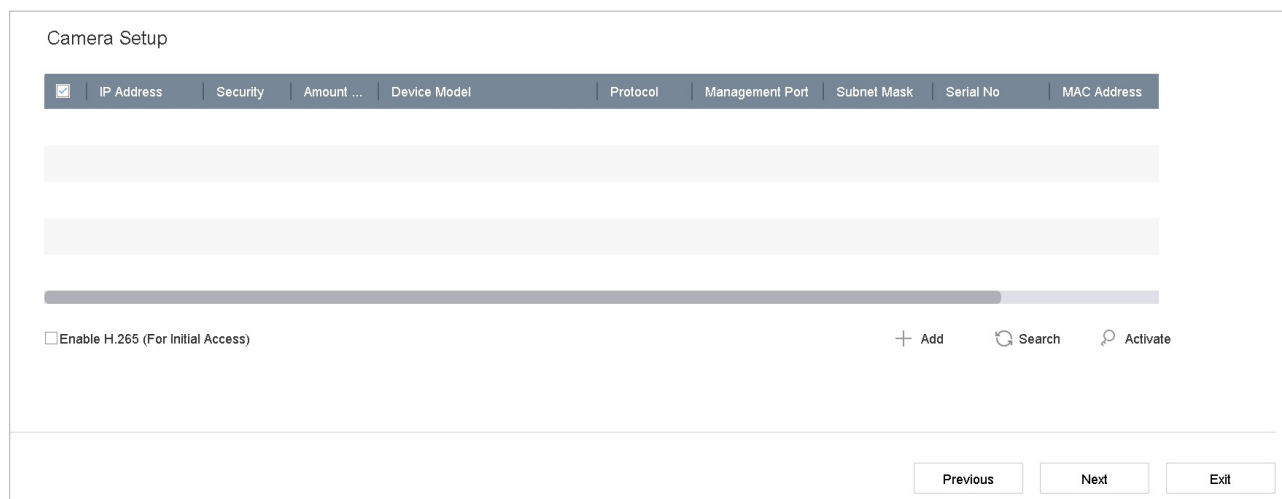 Camera Setup
IP Address Security Amount ... Device Model Protocol Management Port Subnet Mask Serial No MAC Address
Enable H.265 (For Initial Access) Add Search Activate
Previous Next Exit